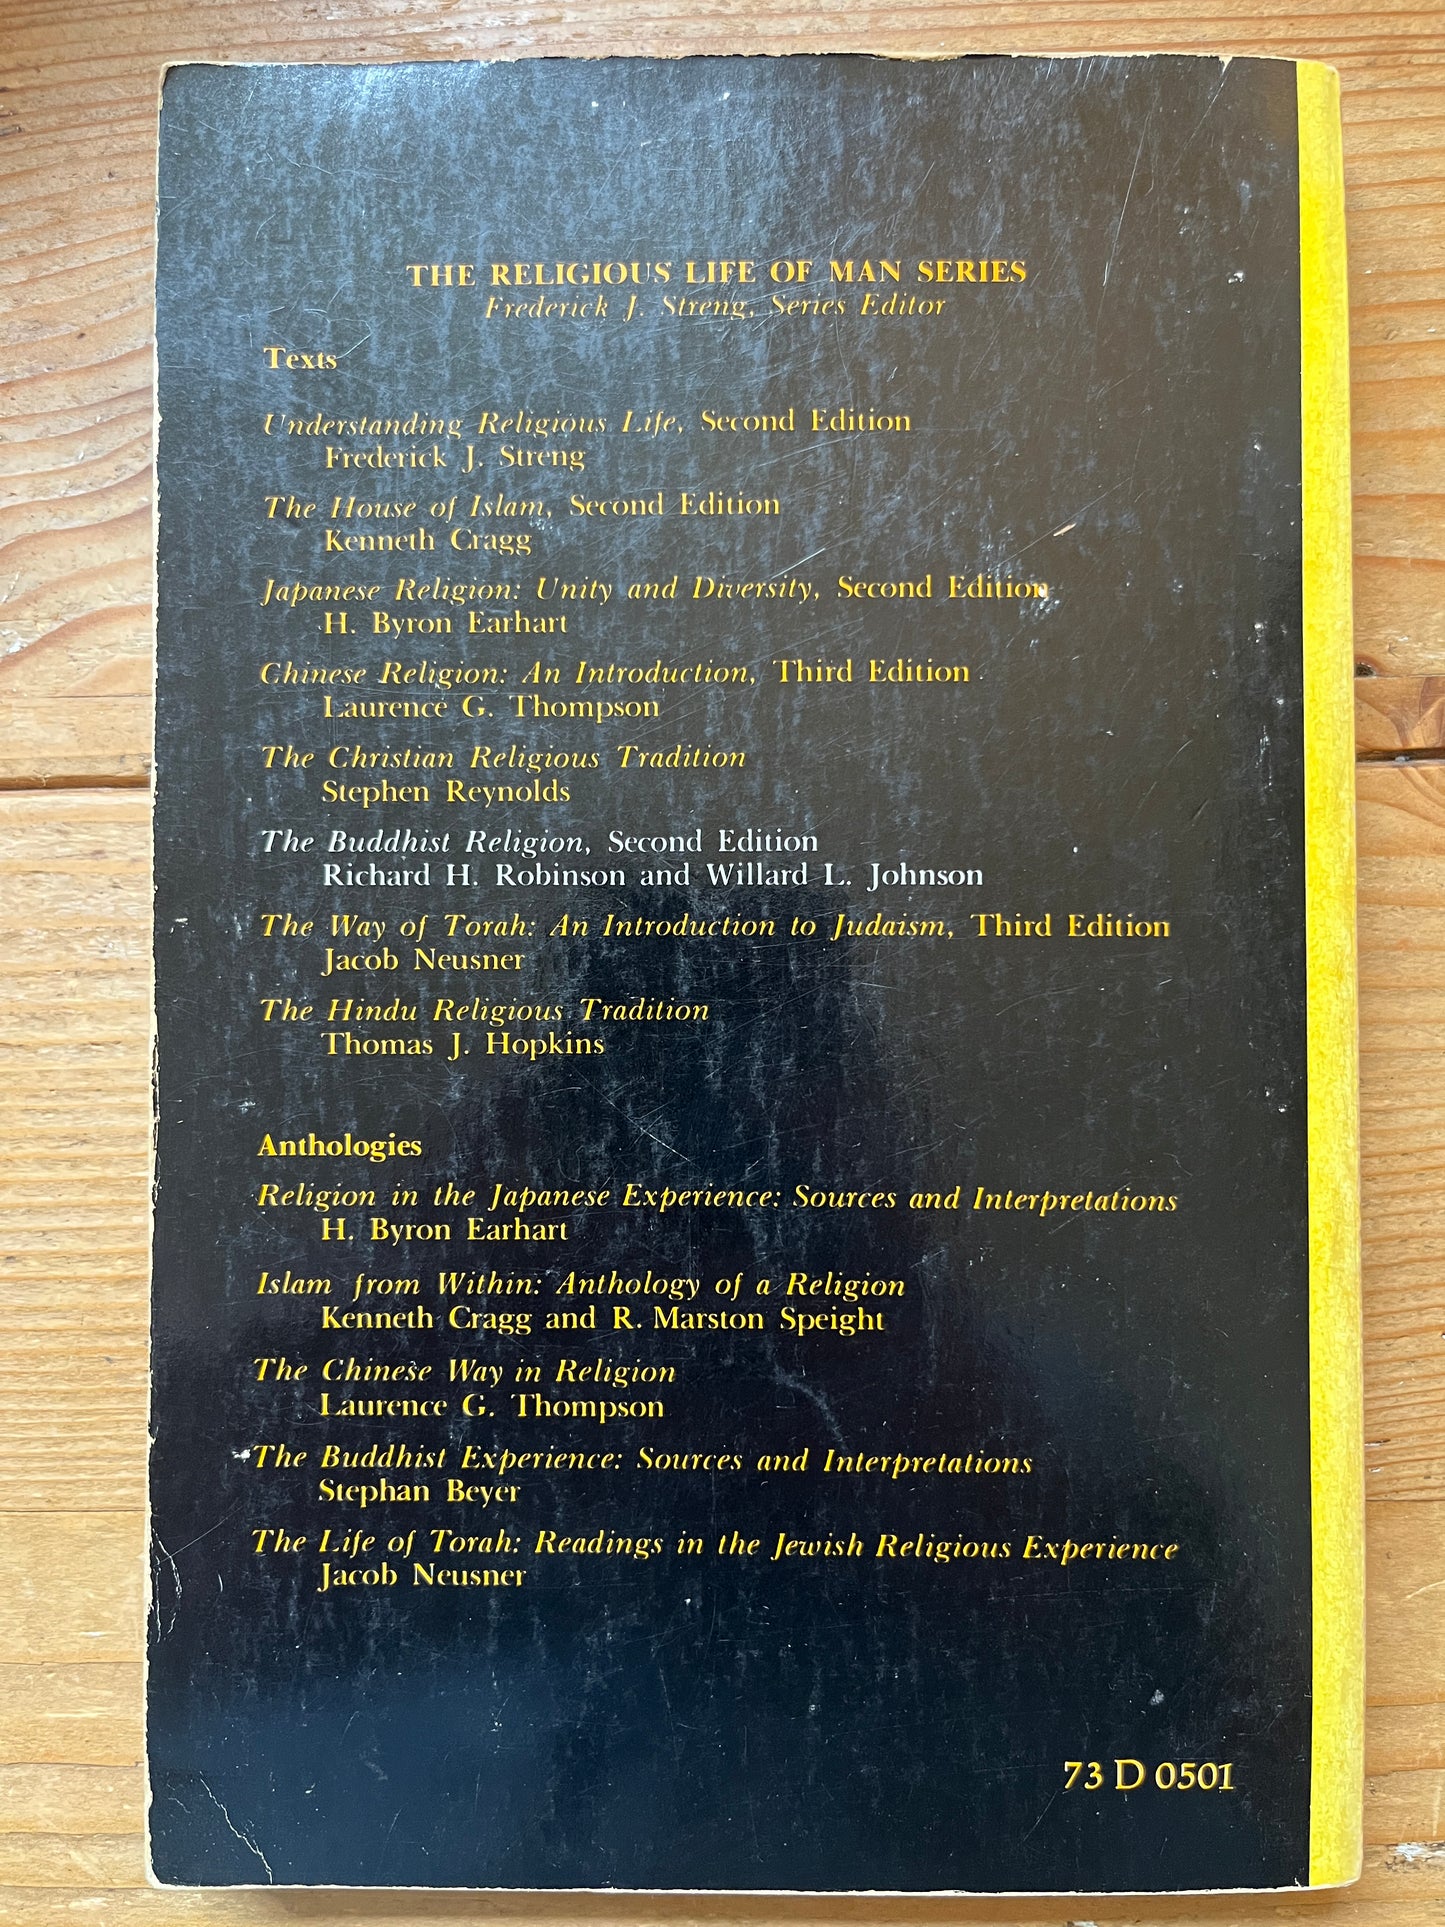 THE RELIGIOUS LIFE OF MAN SERIES
Frederick J. Streng, Series Editor
Texts
Understanding Religious Life, Second Edition
Frederick J. Streng
The House of Islam, Second Edition
Kenneth Cragg
Japanese Religion: Unity and Diversity, Second Edition
H. Byron Earhart
Chinese Religion: An Introduction, Third Edition
Laurence G. Thompson
The Christian Religious Tradition
Stephen Reynolds
The Buddhist Religion, Second Edition
Richard H. Robinson and Willard L. Johnson
The Way of Torah: An Introduction to Judaism, Third Edition
Jacob Neusner
The Hindu Religious Tradition
Thomas J. Hopkins
Anthologies
Religion in the Japanese Experience: Sources and Interpretations
H. Byron Earhart
Islam from Within: Anthology of a Religion
Kenneth Cragg and R. Marston Speight
The Chinese Way in Religion
Laurence G. Thompson
The Buddhist Experience: Sources and Interpretations
Stephan Beyer
The Life of Torah: Readings in the Jewish Religious Experience
Jacob Neusner
73 D 0501